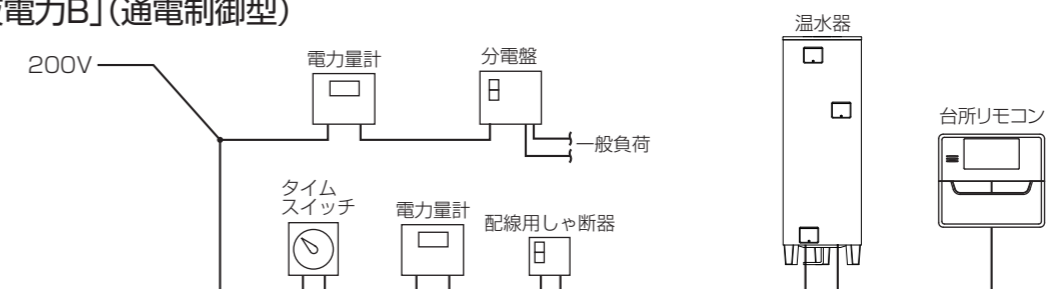 電力B」(通電制御型)
温水器
200V
電力量計
分電盤
台所リモコン
一般負荷
タイム
スイッチ
電力量計
配線用しゃ断器